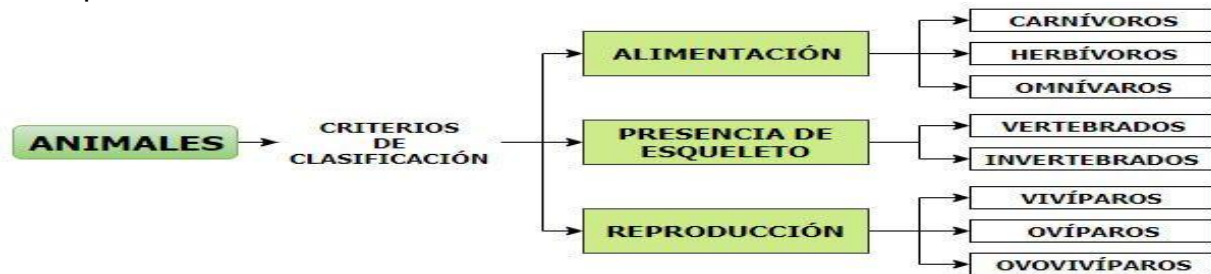 ANIMALES
CRITERIOS
DE
CLASIFICACIÓN
ALIMENTACIÓN
CARNÍVOROS
HERBÍVOROS
OMNÍVAROS
PRESENCIA DE
ESQUELETO
VERTEBRADOS
INVERTEBRADOS
REPRODUCCIÓN
VIVÍPAROS
OVÍPAROS
OVOVIVÍPAROS